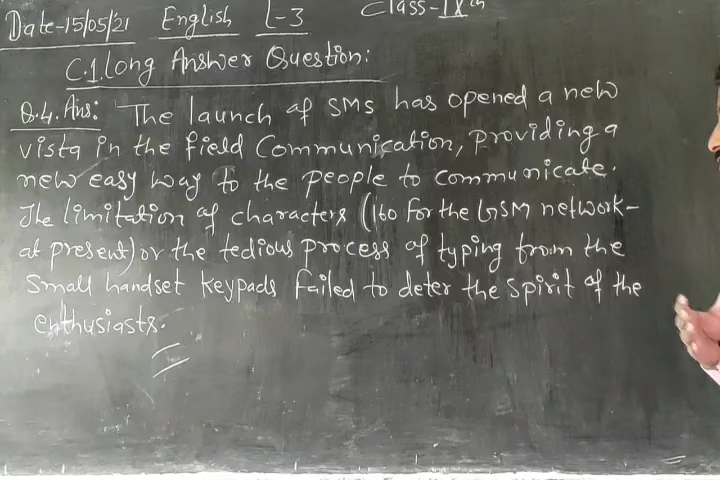 Date-15/05/21 English L-3 Class-IXth
C.1. Long Answer Question:
Q.4. Ans: The launch of SMS has opened a new
vista in the field Communication, providing a
new easy way to the people to communicate.
The limitation of characters (160 for the GSM network-
at present) or the tedious process of typing from the
Small handset keypads failed to deter the spirit of the
enthusiasts.